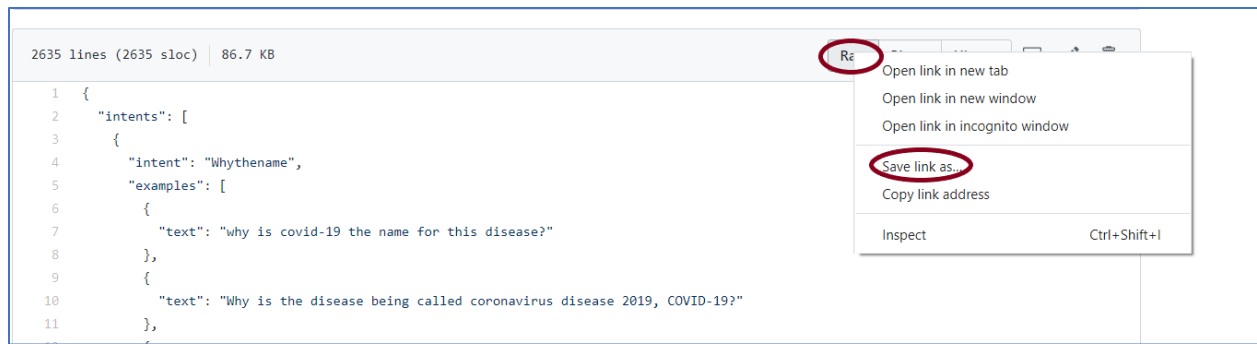 2635 lines (2635 sloc) 86.7 KB
Open link in new tab
Open link in new window
Open link in incognito window
Save link as...
Copy link address
Inspect Ctrl+Shift+I
1 {
2 "intents": [
3 {
4 "intent": "Whythename",
5 "examples": [
6 {
7 "text": "why is covid-19 the name for this disease?"
8 },
9 {
10 "text": "Why is the disease being called coronavirus disease 2019, COVID-19?"
11 },